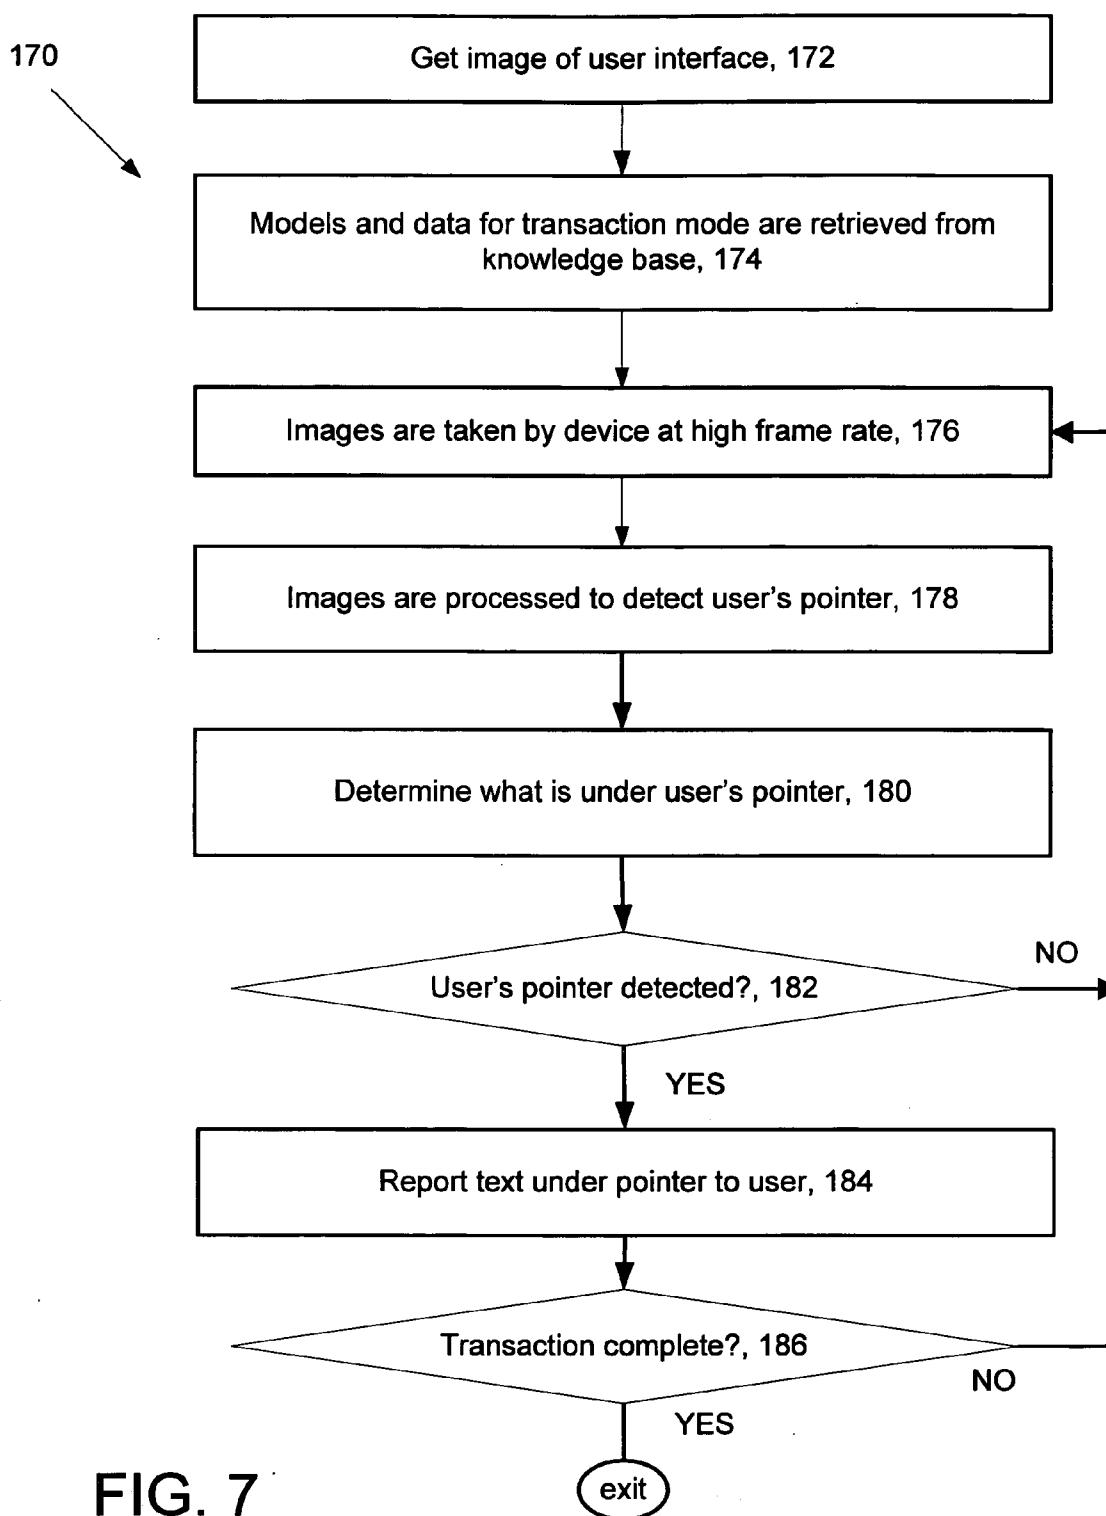 170
Get image of user interface, 172
Models and data for transaction mode are retrieved from
knowledge base, 174
Images are taken by device at high frame rate, 176
Images are processed to detect user's pointer, 178
Determine what is under user's pointer, 180
User's pointer detected?, 182
NO
YES
Report text under pointer to user, 184
Transaction complete?, 186
NO
YES
exit
FIG. 7